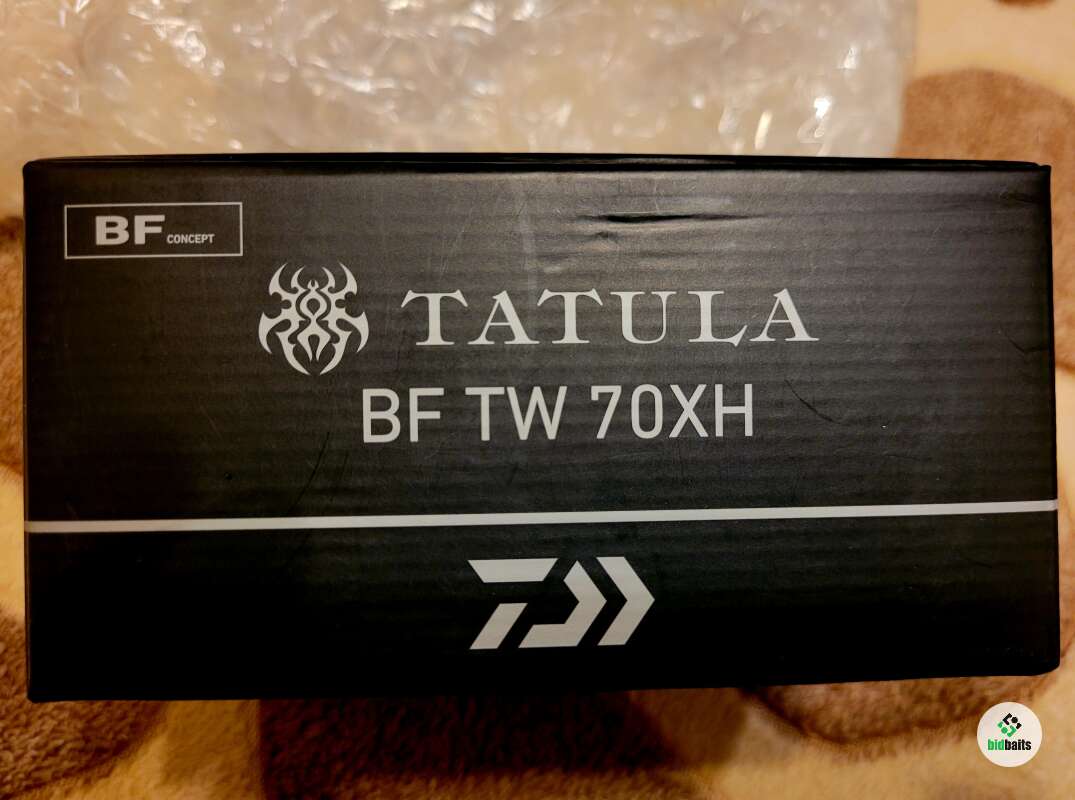 BF CONCEPT
TATULA
BF TW 70XH
bidbaits